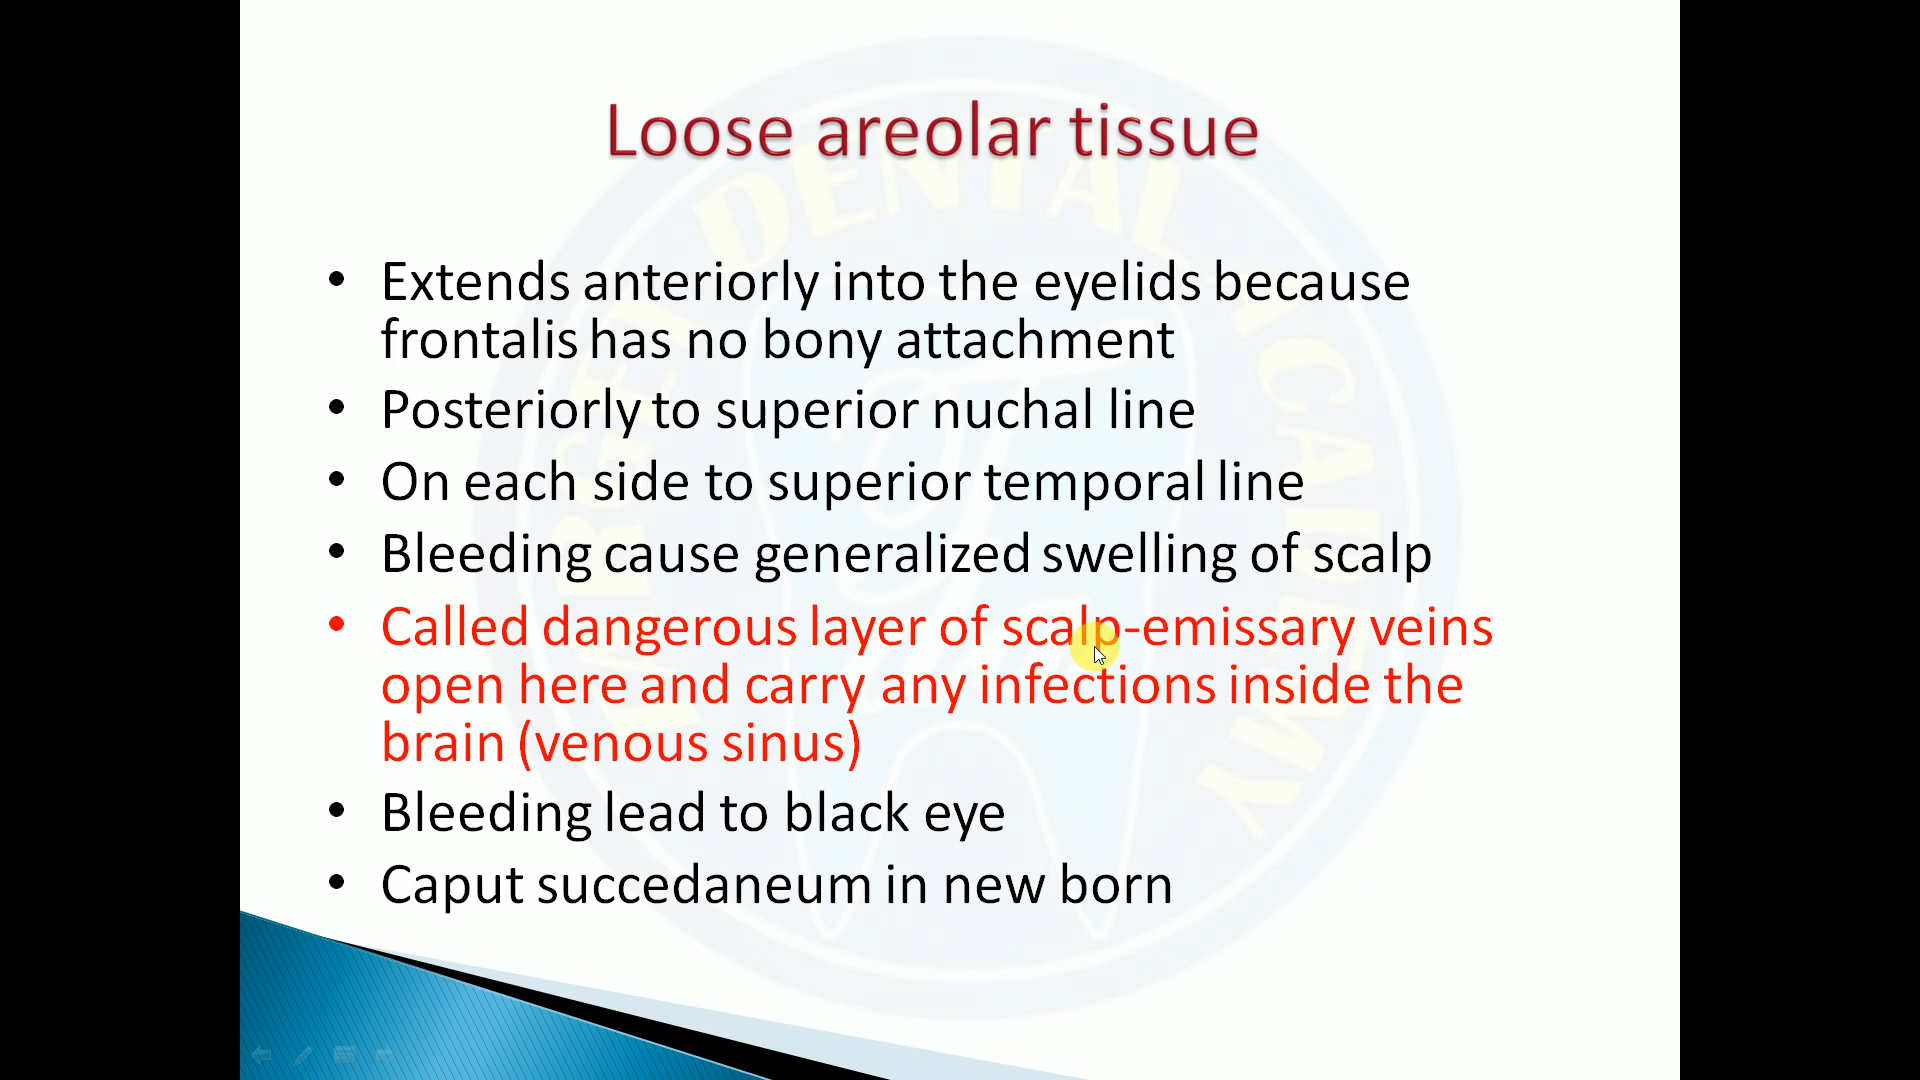 Loose areolar tissue
• Extends anteriorly into the eyelids because
frontalis has no bony attachment
• Posteriorly to superior nuchal line
• On each side to superior temporal line
• Bleeding cause generalized swelling of scalp
• Called dangerous layer of scalp-emissary veins
open here and carry any infections inside the
brain (venous sinus)
• Bleeding lead to black eye
• Caput succedaneum in new born
TARGET DENTAL ACADEMY